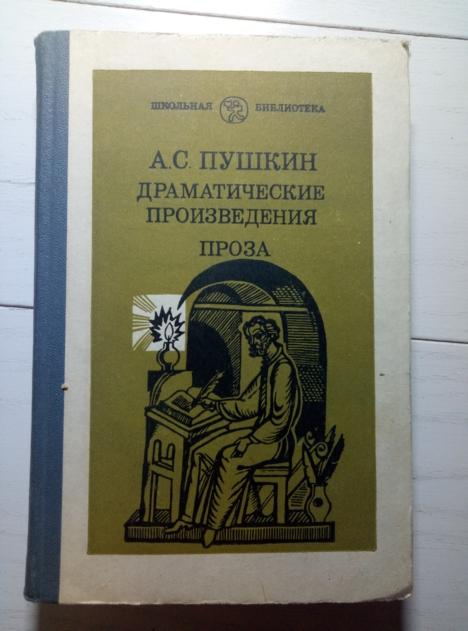 ШКОЛЬНАЯ БИБЛИОТЕКА
А.С. ПУШКИН
ДРАМАТИЧЕСКИЕ
ПРОИЗВЕДЕНИЯ
ПРОЗА